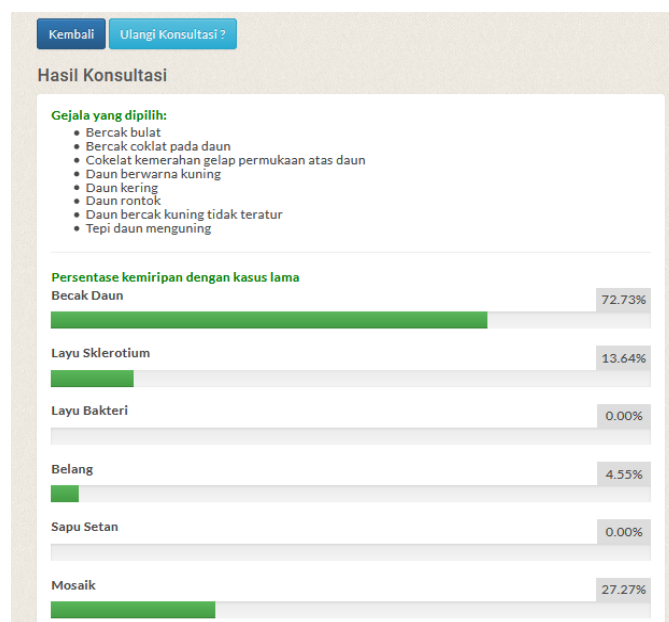 Kembali Ulangi Konsultasi ?
Hasil Konsultasi
Gejala yang dipilih:
• Bercak bulat
• Bercak coklat pada daun
• Cokelat kemerahan gelap permukaan atas daun
• Daun berwarna kuning
• Daun kering
• Daun rontok
• Daun bercak kuning tidak teratur
• Tepi daun menguning
Persentase kemiripan dengan kasus lama
Becak Daun 72.73%
Layu Sklerotium 13.64%
Layu Bakteri 0.00%
Belang 4.55%
Sapu Setan 0.00%
Mosaik 27.27%